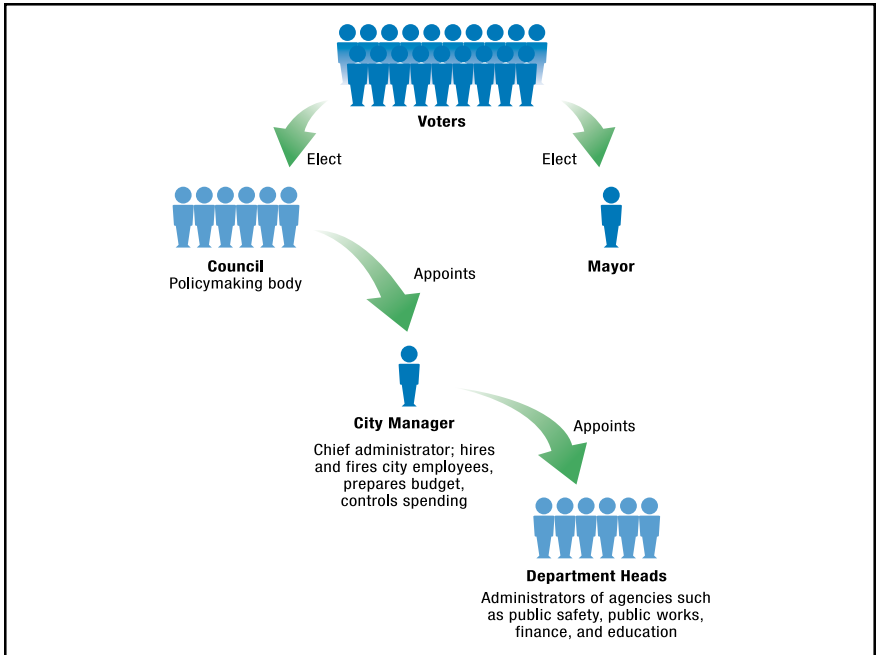 Voters
Elect
Elect
Council
Policymaking body
Mayor
Appoints
City Manager
Chief administrator; hires
and fires city employees,
prepares budget,
controls spending
Appoints
Department Heads
Administrators of agencies such
as public safety, public works,
finance, and education